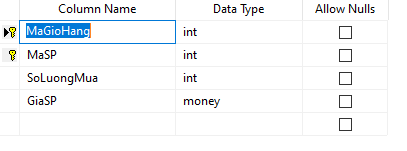 Column Name Data Type Allow Nulls
MaGioHang int
MaSP int
SoLuongMua int
GiaSP money